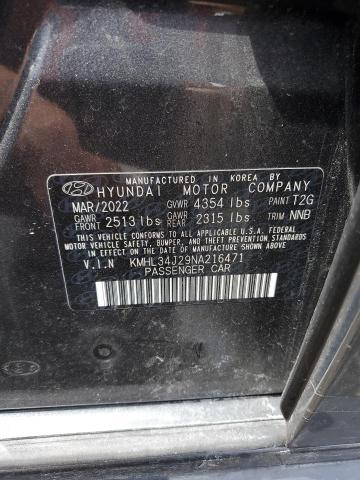 MANUFACTURED IN KOREA BY
HYUNDAI MOTOR COMPANY
MAR/2022 GVWR 4354 lbs PAINT T2G
GAWR FRONT 2513 lbs GAWR REAR 2315 lbs TRIM NNB
THIS VEHICLE CONFORMS TO ALL APPLICABLE U.S. FEDERAL
MOTOR VEHICLE SAFETY, BUMPER, AND THEFT PREVENTION STANDARDS
IN EFFECT ON THE DATE OF MANUFACTURE SHOWN ABOVE.
V.I.N KMHL34J29NA216471
PASSENGER CAR